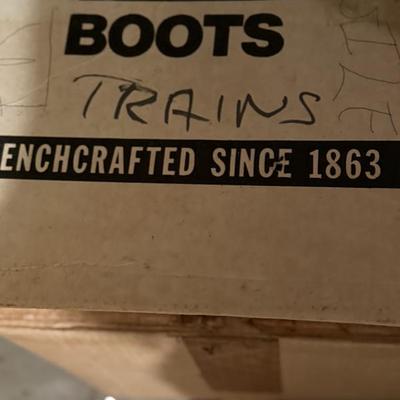 BOOTS
TRAINS
ENCHCRAFTED SINCE 1863